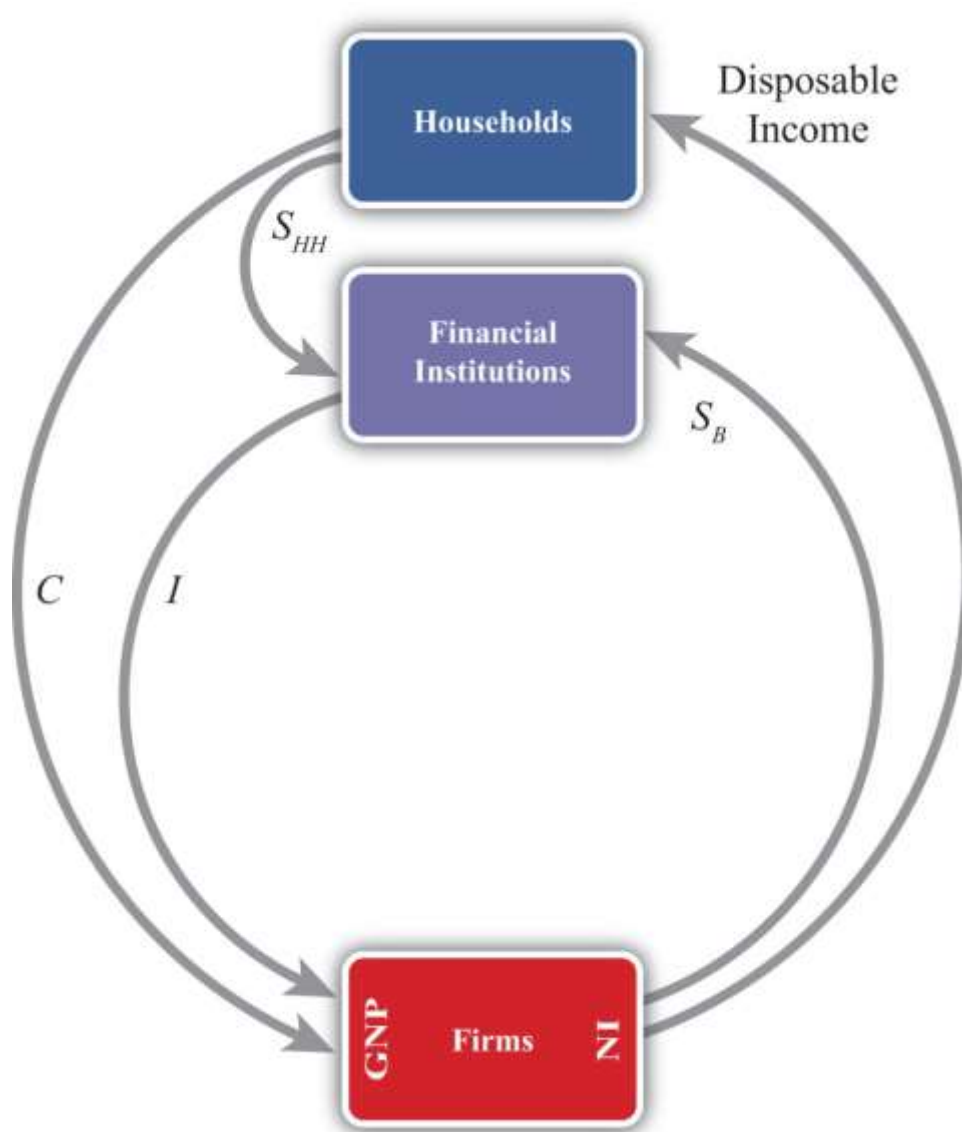 Households
Disposable
Income
S_HH
Financial
Institutions
S_B
C
I
GNP
Firms
NI